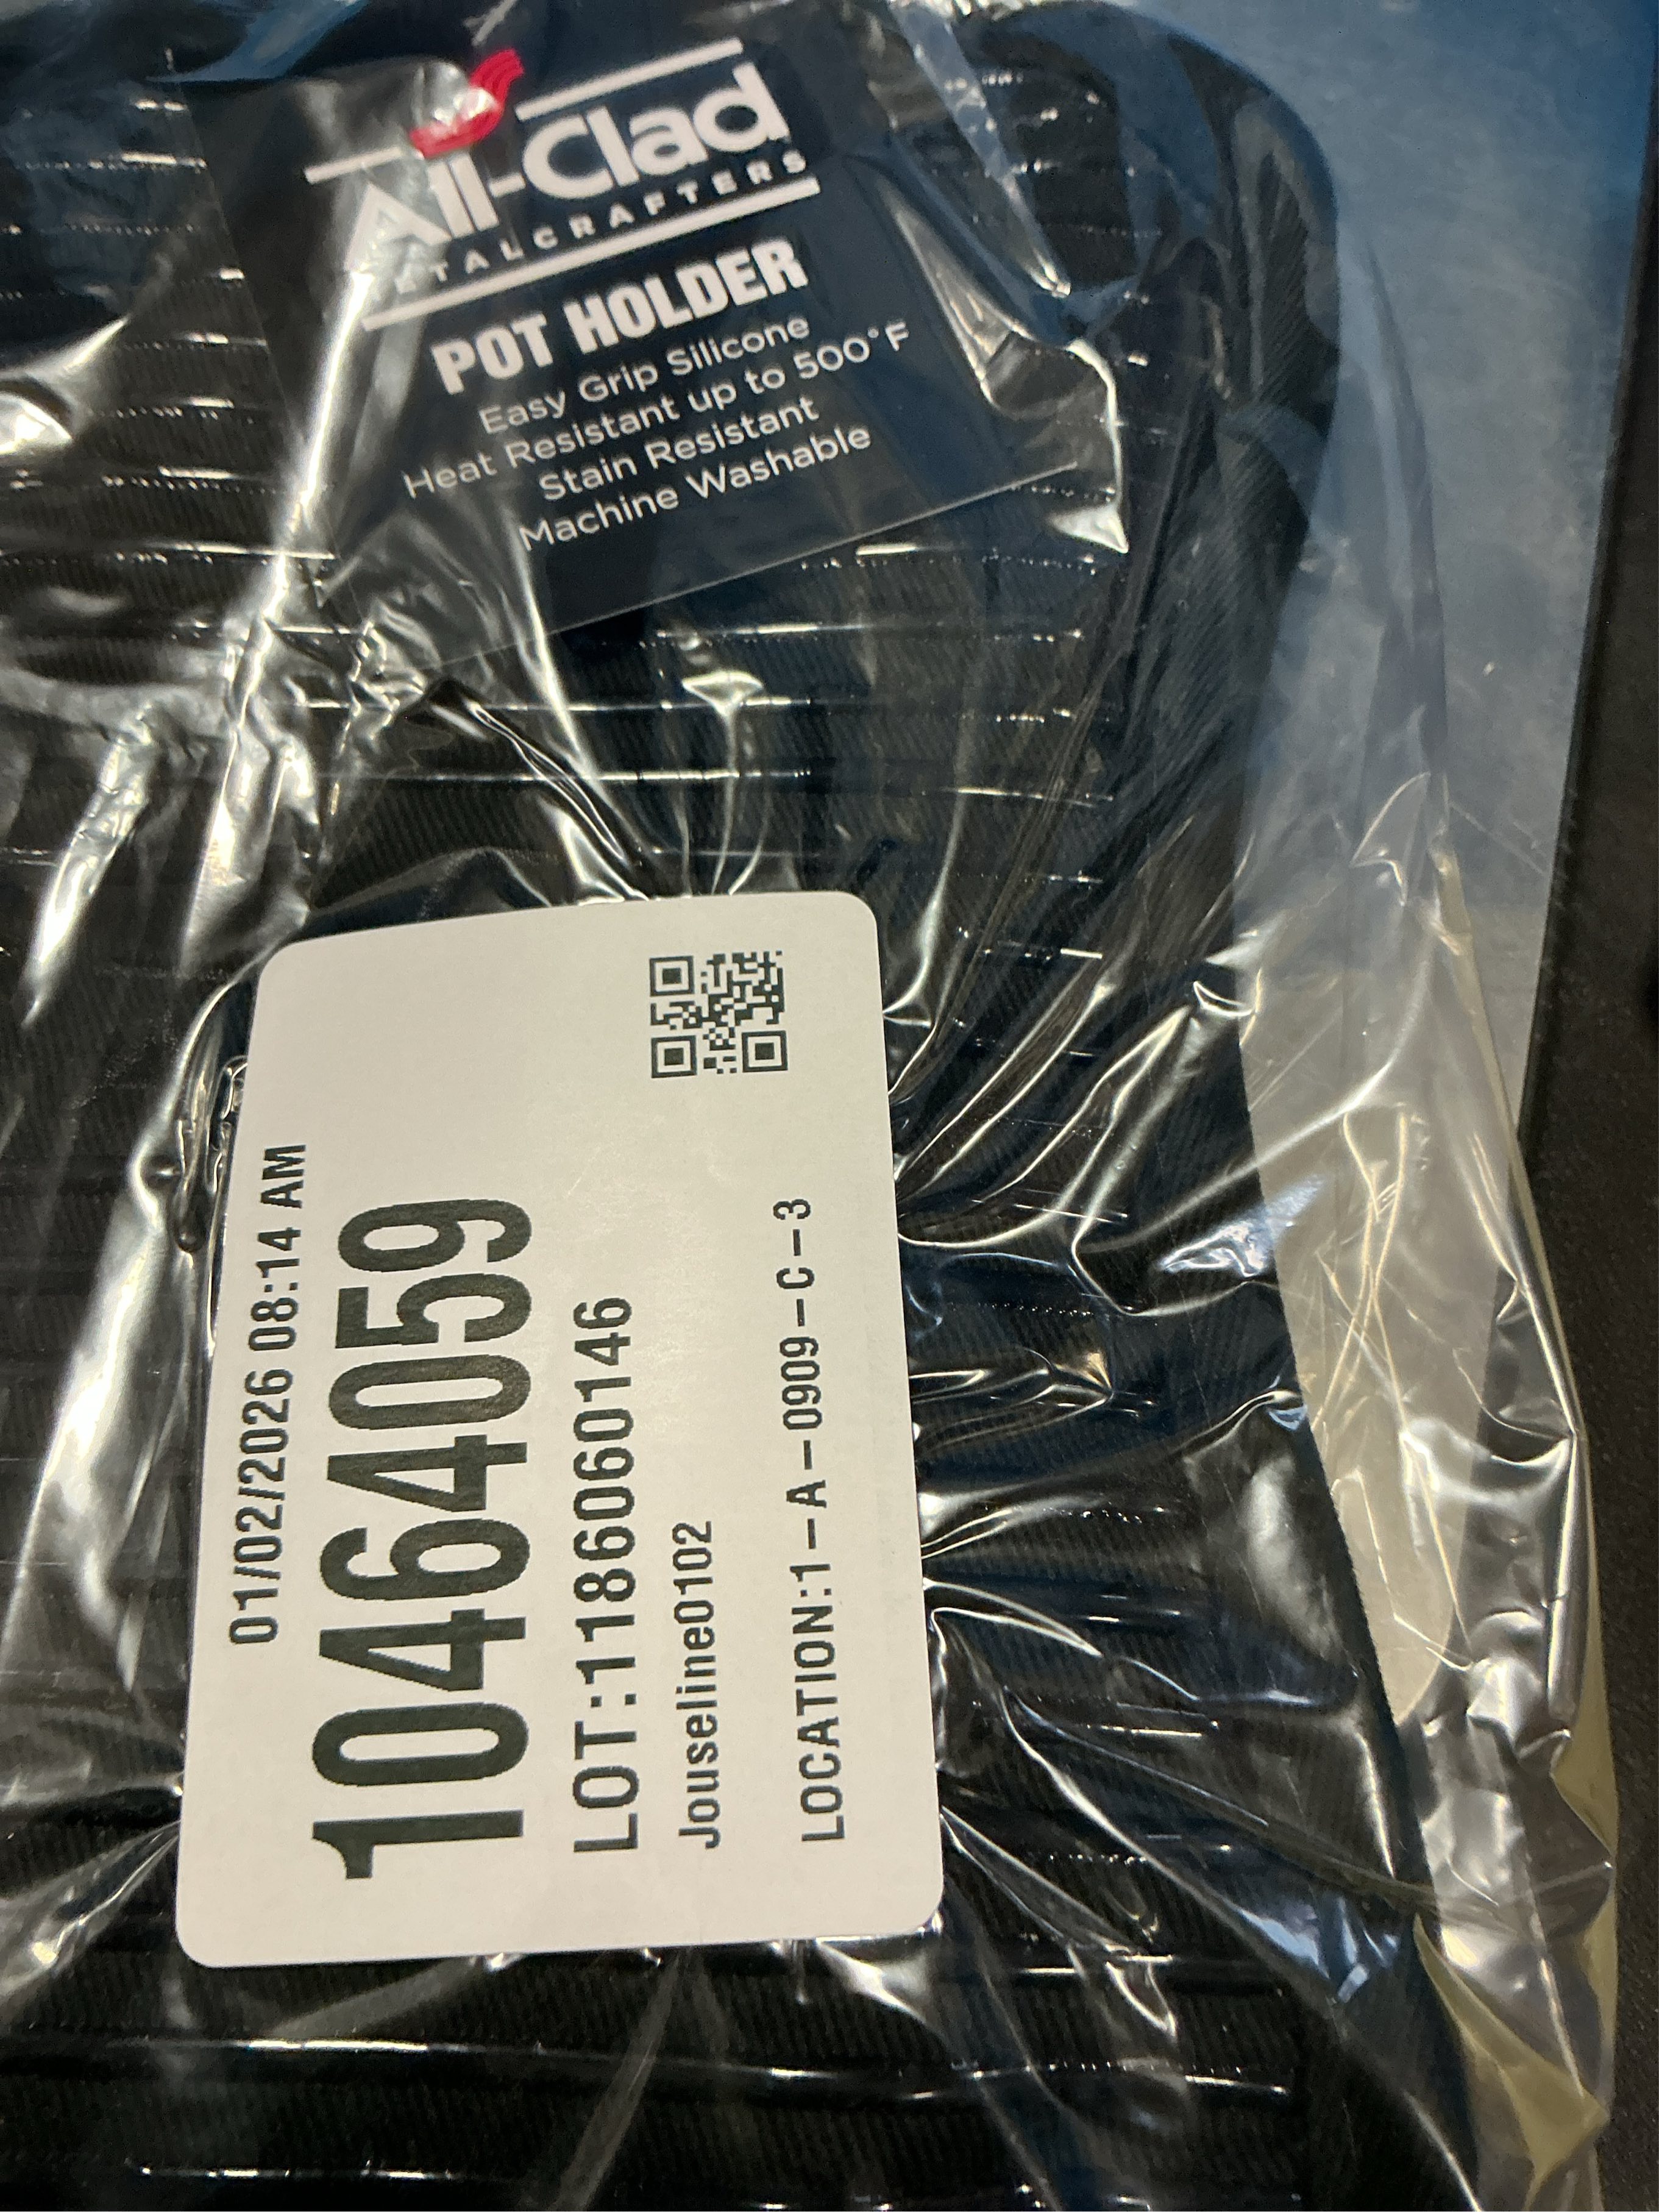 All-Clad
METALCRAFTERS
POT HOLDER
Easy Grip Silicone
Heat Resistant up to 500°F
Stain Resistant
Machine Washable
01/02/2026 08:14 AM
10464059
LOT:1186060146
Jouseline0102
LOCATION:1-A-0909-C-3